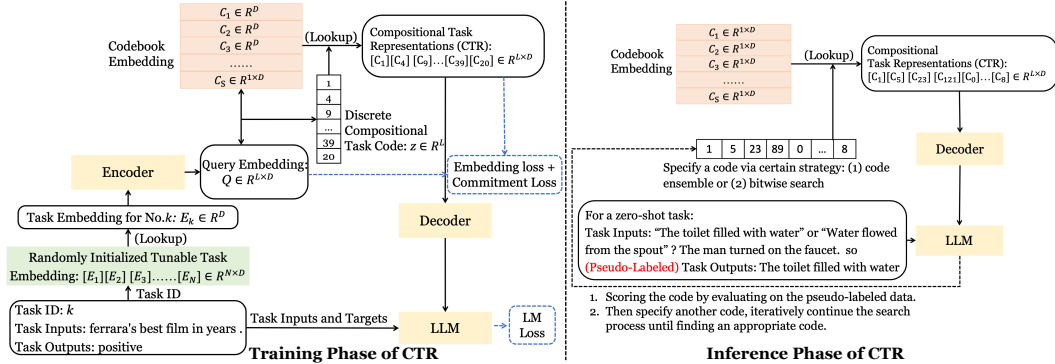 C₁ ∈ R^D
C₂ ∈ R^D
C₃ ∈ R^D
......
C_S ∈ R^{1×D}
Codebook
Embedding
(Lookup)
Compositional Task
Representations (CTR):
[C₁][C₄] [C₉]...[C₃₉][C₂₀] ∈ R^{L×D}
1
4
9
...
39
20
Discrete
Compositional
Task Code: z ∈ R^L
Encoder
Query Embedding:
Q ∈ R^{L×D}
Embedding loss +
Commitment Loss
Decoder
Task Embedding for No.k: E_k ∈ R^D
(Lookup)
Randomly Initialized Tunable Task
Embedding: [E₁][E₂] [E₃]......[E_N] ∈ R^{N×D}
Task ID
Task ID: k
Task Inputs: ferrara's best film in years .
Task Outputs: positive
Task Inputs and Targets
LLM
LM
Loss
Training Phase of CTR
C₁ ∈ R^{1×D}
C₂ ∈ R^{1×D}
C₃ ∈ R^{1×D}
......
C_S ∈ R^{1×D}
Codebook
Embedding
(Lookup)
Compositional
Task Representations (CTR):
[C₁][C₅] [C₂₃] [C₁₂₁][C₀]...[C₈] ∈ R^{L×D}
1 5 23 89 0 ... 8
Specify a code via certain strategy: (1) code
ensemble or (2) bitwise search
Decoder
For a zero-shot task:
Task Inputs: “The toilet filled with water” or “Water flowed
from the spout” ? The man turned on the faucet. so
(Pseudo-Labeled) Task Outputs: The toilet filled with water
LLM
1. Scoring the code by evaluating on the pseudo-labeled data.
2. Then specify another code, iteratively continue the search
process until finding an appropriate code.
Inference Phase of CTR